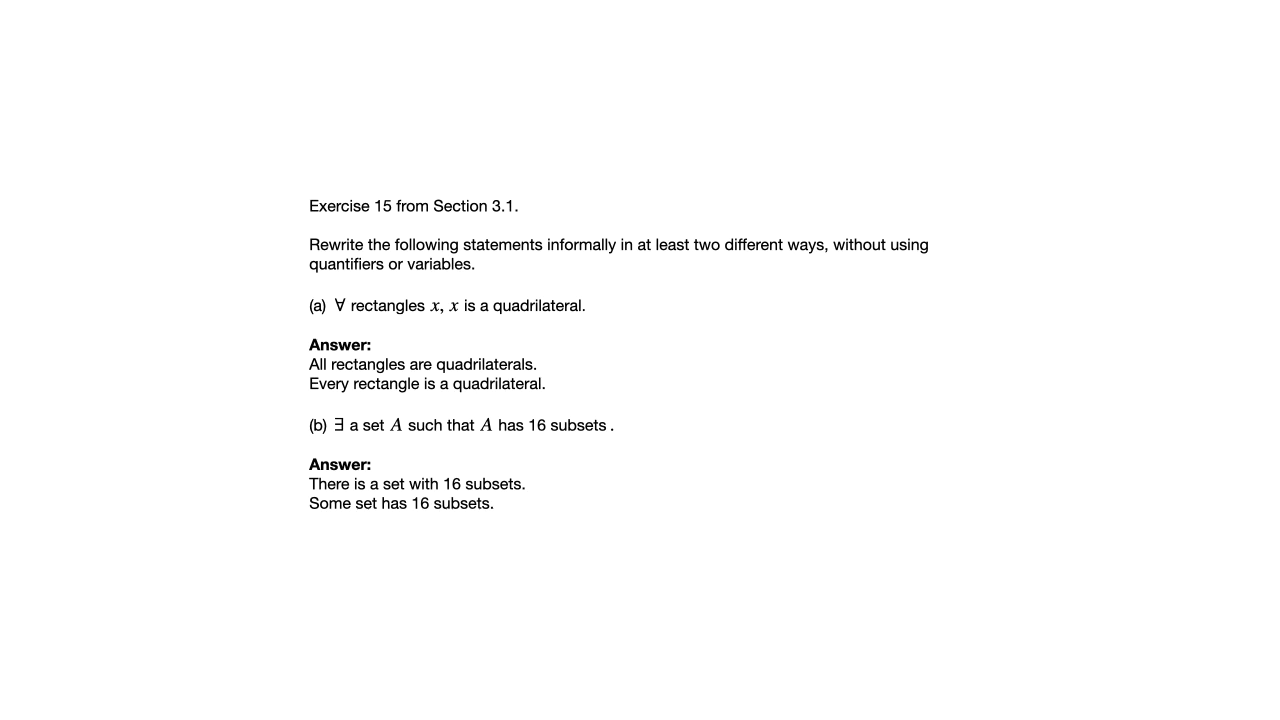 Exercise 15 from Section 3.1.
Rewrite the following statements informally in at least two different ways, without using
quantifiers or variables.
(a) ∀ rectangles x, x is a quadrilateral.
Answer:
All rectangles are quadrilaterals.
Every rectangle is a quadrilateral.
(b) ∃ a set A such that A has 16 subsets .
Answer:
There is a set with 16 subsets.
Some set has 16 subsets.